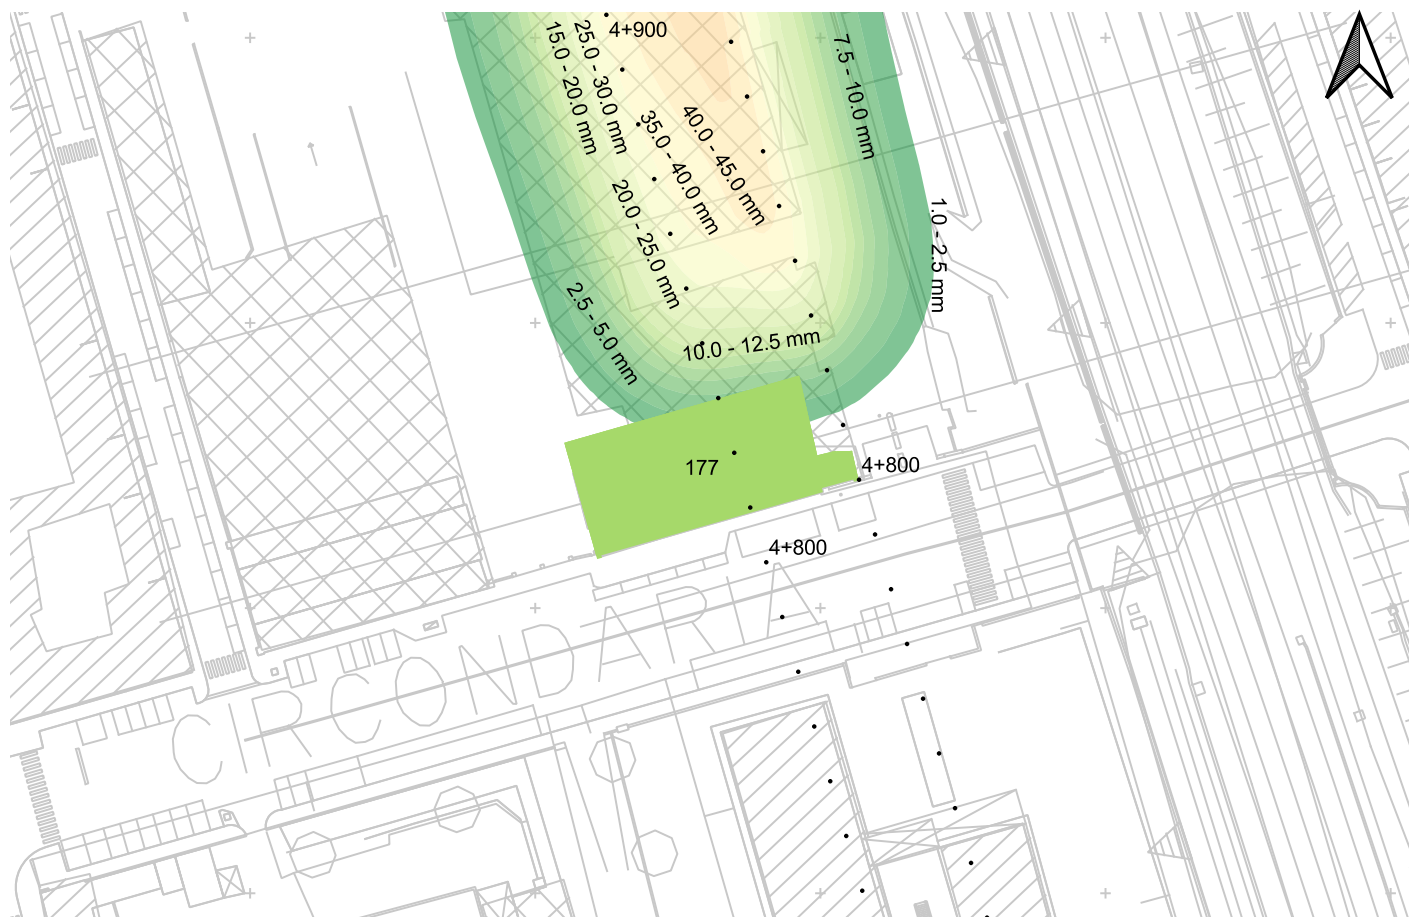 4+900
15.0 - 20.0 mm
25.0 - 30.0 mm
35.0 - 40.0 mm
40.0 - 45.0 mm
7.5 - 10.0 mm
20.0 - 25.0 mm
1.0 - 2.5 mm
2.5 - 5.0 mm
10.0 - 12.5 mm
177
4+800
4+800
CIRCONDARIA